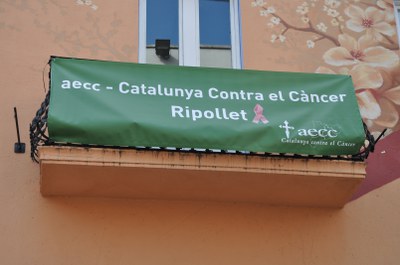 aecc - Catalunya Contra el Càncer
Ripollet
aecc
Catalunya contra el Càncer